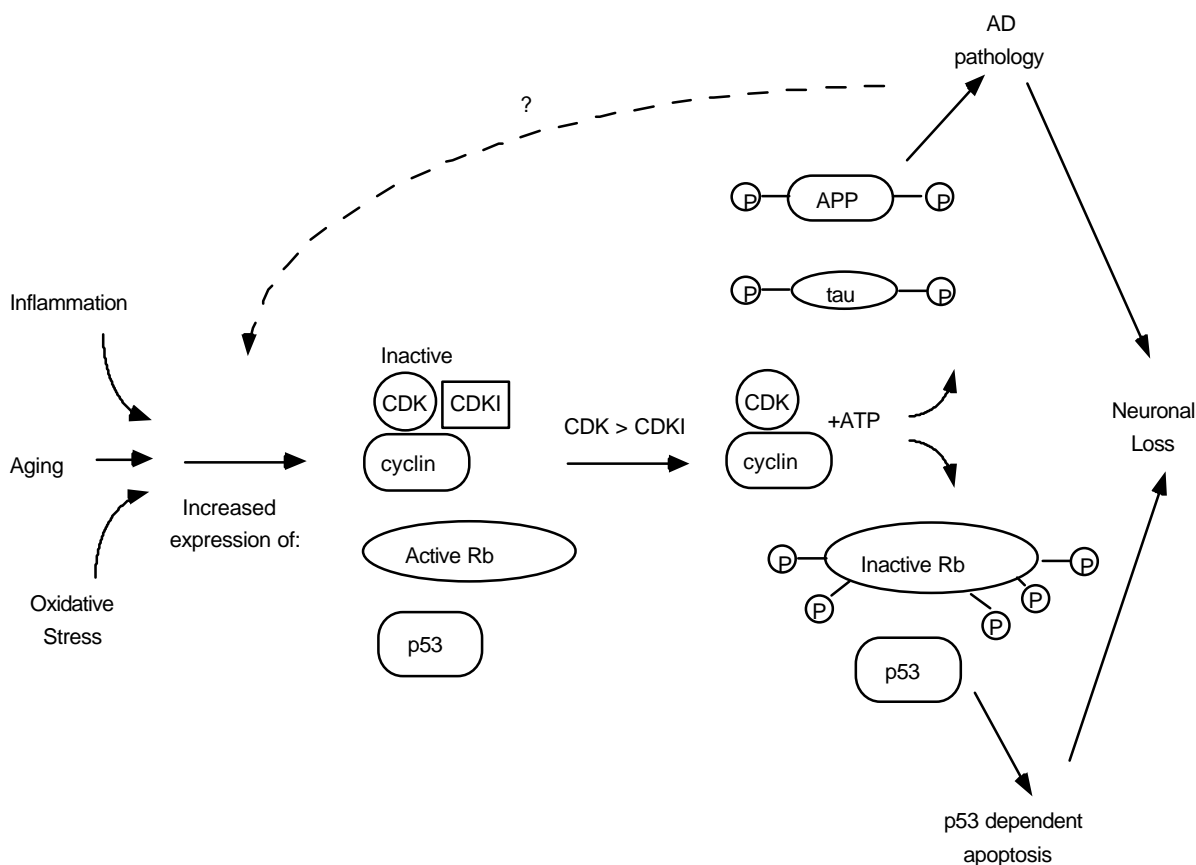 AD
pathology
?
P
APP
P
P
tau
P
Inflammation
Aging
Oxidative
Stress
Increased
expression of:
Inactive
CDK
CDKI
cyclin
Active Rb
p53
CDK > CDKI
CDK
+ATP
cyclin
P
Inactive Rb
P
P
P
P
p53
p53 dependent
apoptosis
Neuronal
Loss